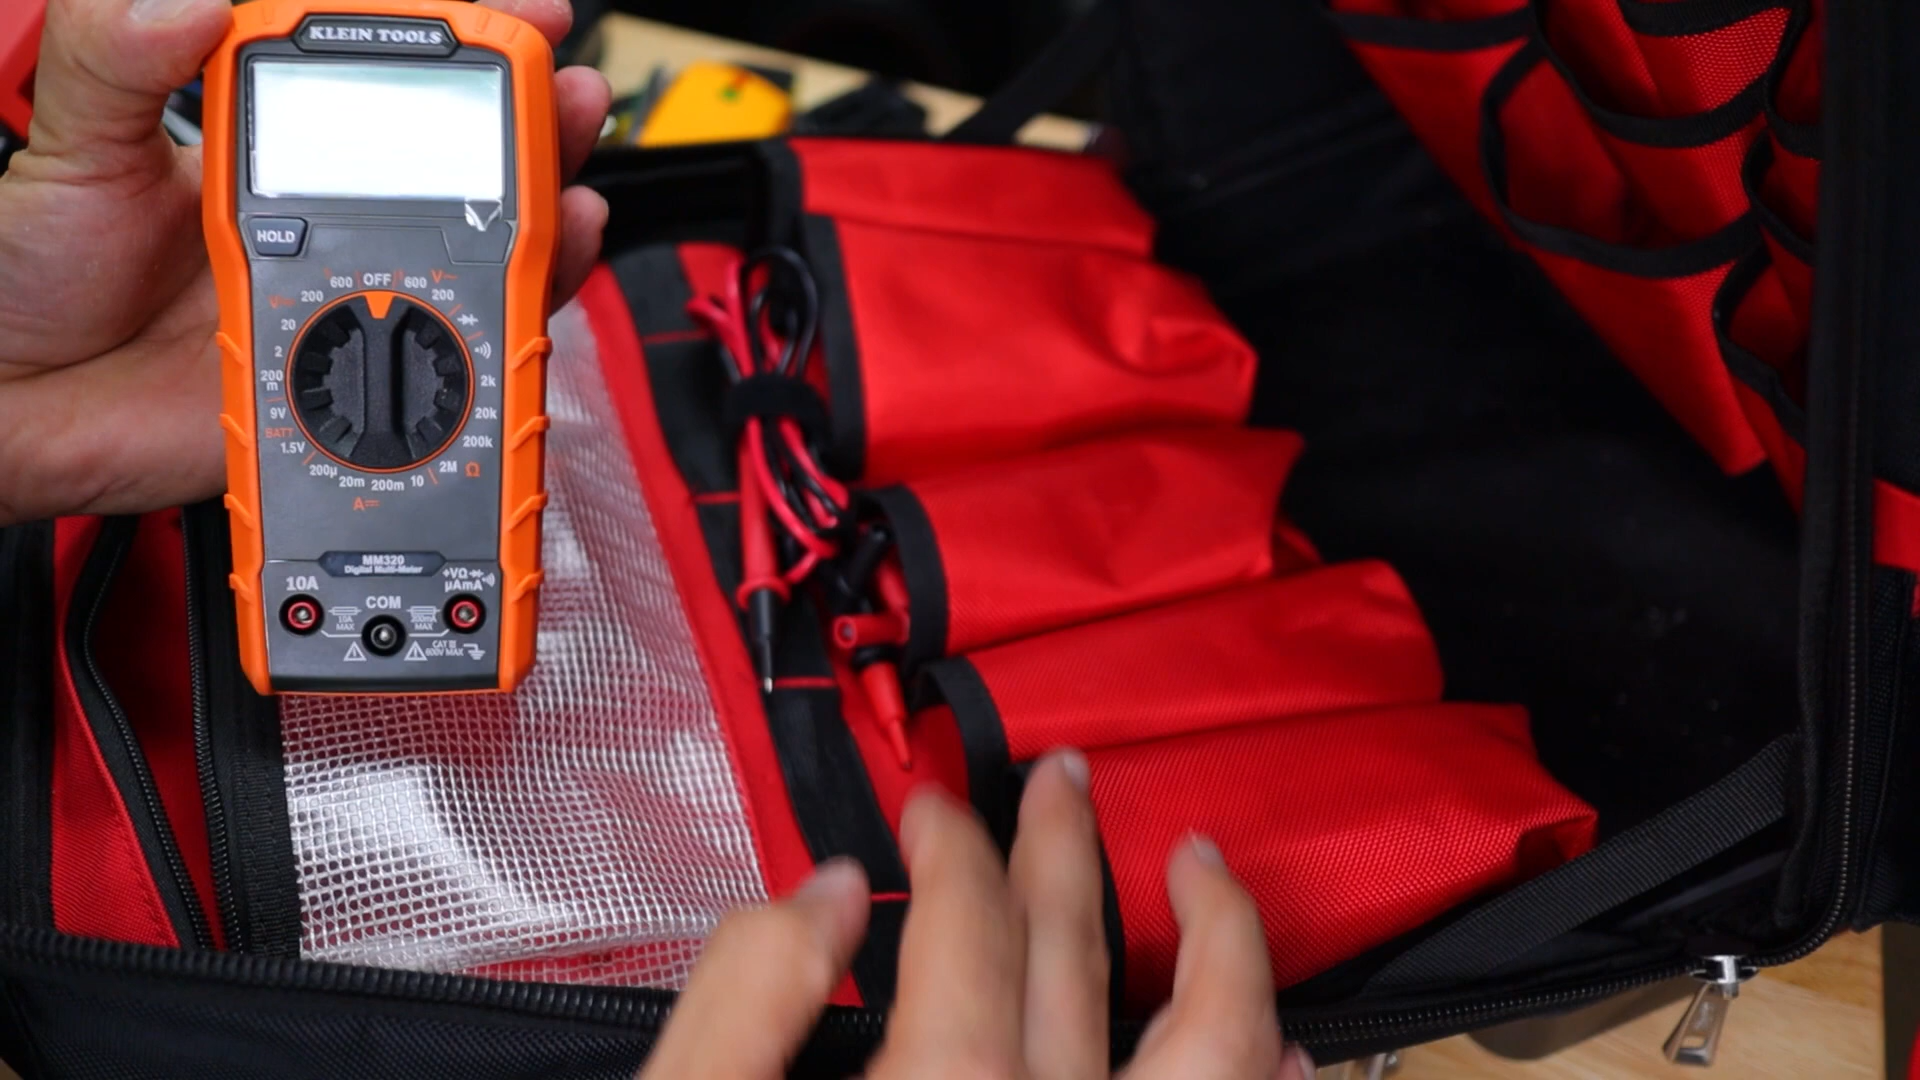 KLEIN TOOLS
HOLD
600 OFF 600 V~
V 200 200
20
2
200m 2k
9V 20k
BATT
1.5V 200k
200µ 2M Ω
20m 200m 10
A
MM320
Digital Multi-Meter
10A COM +VΩ
µAmA
10A MAX
200mA MAX
CAT III
600V MAX